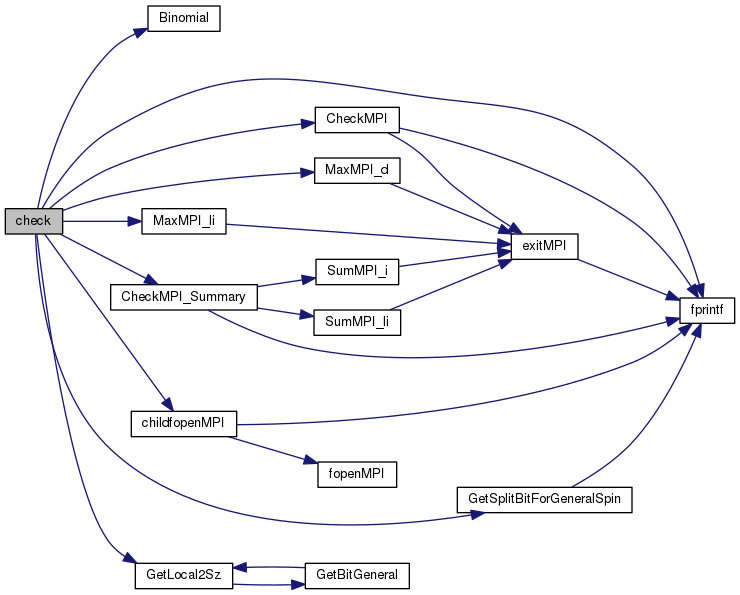 Binomial
CheckMPI
MaxMPI_d
check
MaxMPI_li
exitMPI
SumMPI_i
CheckMPI_Summary
fprintf
SumMPI_li
childfopenMPI
fopenMPI
GetSplitBitForGeneralSpin
GetLocal2Sz
GetBitGeneral